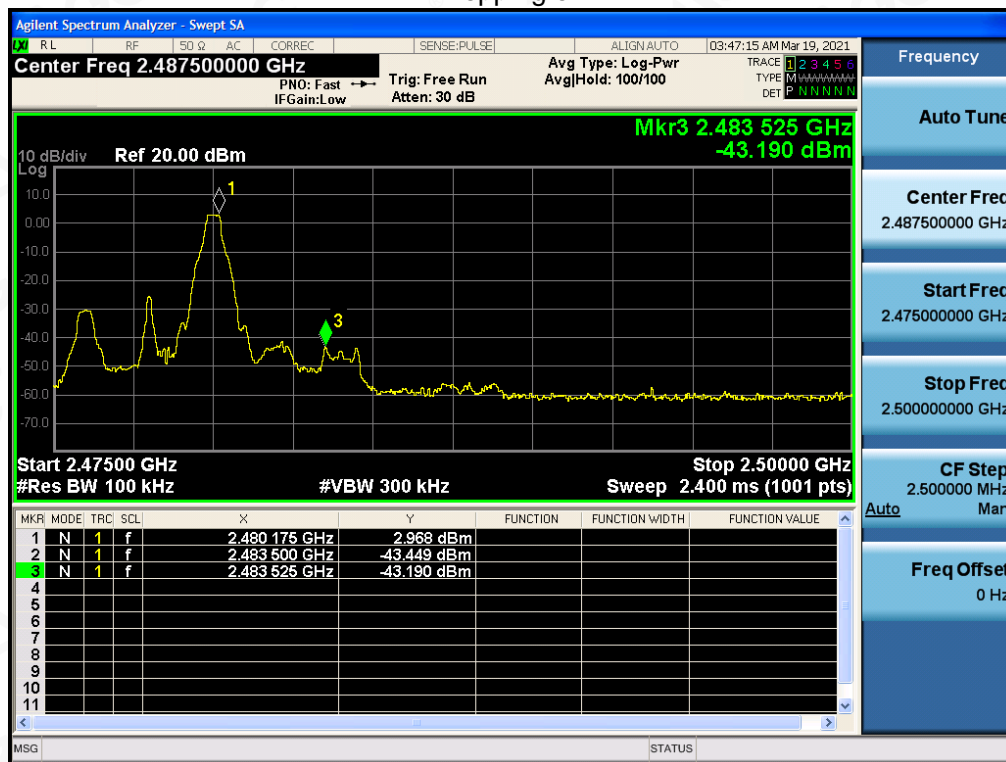 Agilent Spectrum Analyzer - Swept SA
LXI RL RF 50 Ω AC CORREC SENSE:PULSE ALIGN AUTO 03:47:15 AM Mar 19, 2021
Center Freq 2.487500000 GHz
PNO: Fast
IFGain:Low
Trig: Free Run
Atten: 30 dB
Avg Type: Log-Pwr
Avg|Hold: 100/100
TRACE 1 2 3 4 5 6
TYPE M WWWWW
DET P N N N N N
Mkr3 2.483 525 GHz
-43.190 dBm
10 dB/div Ref 20.00 dBm
Log
10.0
0.00
-10.0
-20.0
-30.0
-40.0
-50.0
-60.0
-70.0
1
3
Start 2.47500 GHz Stop 2.50000 GHz
#Res BW 100 kHz #VBW 300 kHz Sweep 2.400 ms (1001 pts)
MKR MODE TRC SCL X Y FUNCTION FUNCTION WIDTH FUNCTION VALUE
1 N 1 f 2.480 175 GHz 2.968 dBm
2 N 1 f 2.483 500 GHz -43.449 dBm
3 N 1 f 2.483 525 GHz -43.190 dBm
4
5
6
7
8
9
10
11
MSG STATUS
Frequency
Auto Tune
Center Freq
2.487500000 GHz
Start Freq
2.475000000 GHz
Stop Freq
2.500000000 GHz
CF Step
2.500000 MHz
Auto Man
Freq Offset
0 Hz